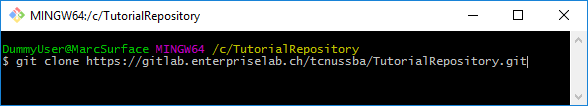 MINGW64:/c/TutorialRepository
DummyUser@MarcSurface MINGW64 /c/TutorialRepository
$ git clone https://gitlab.enterpriselab.ch/tcnussba/TutorialRepository.git